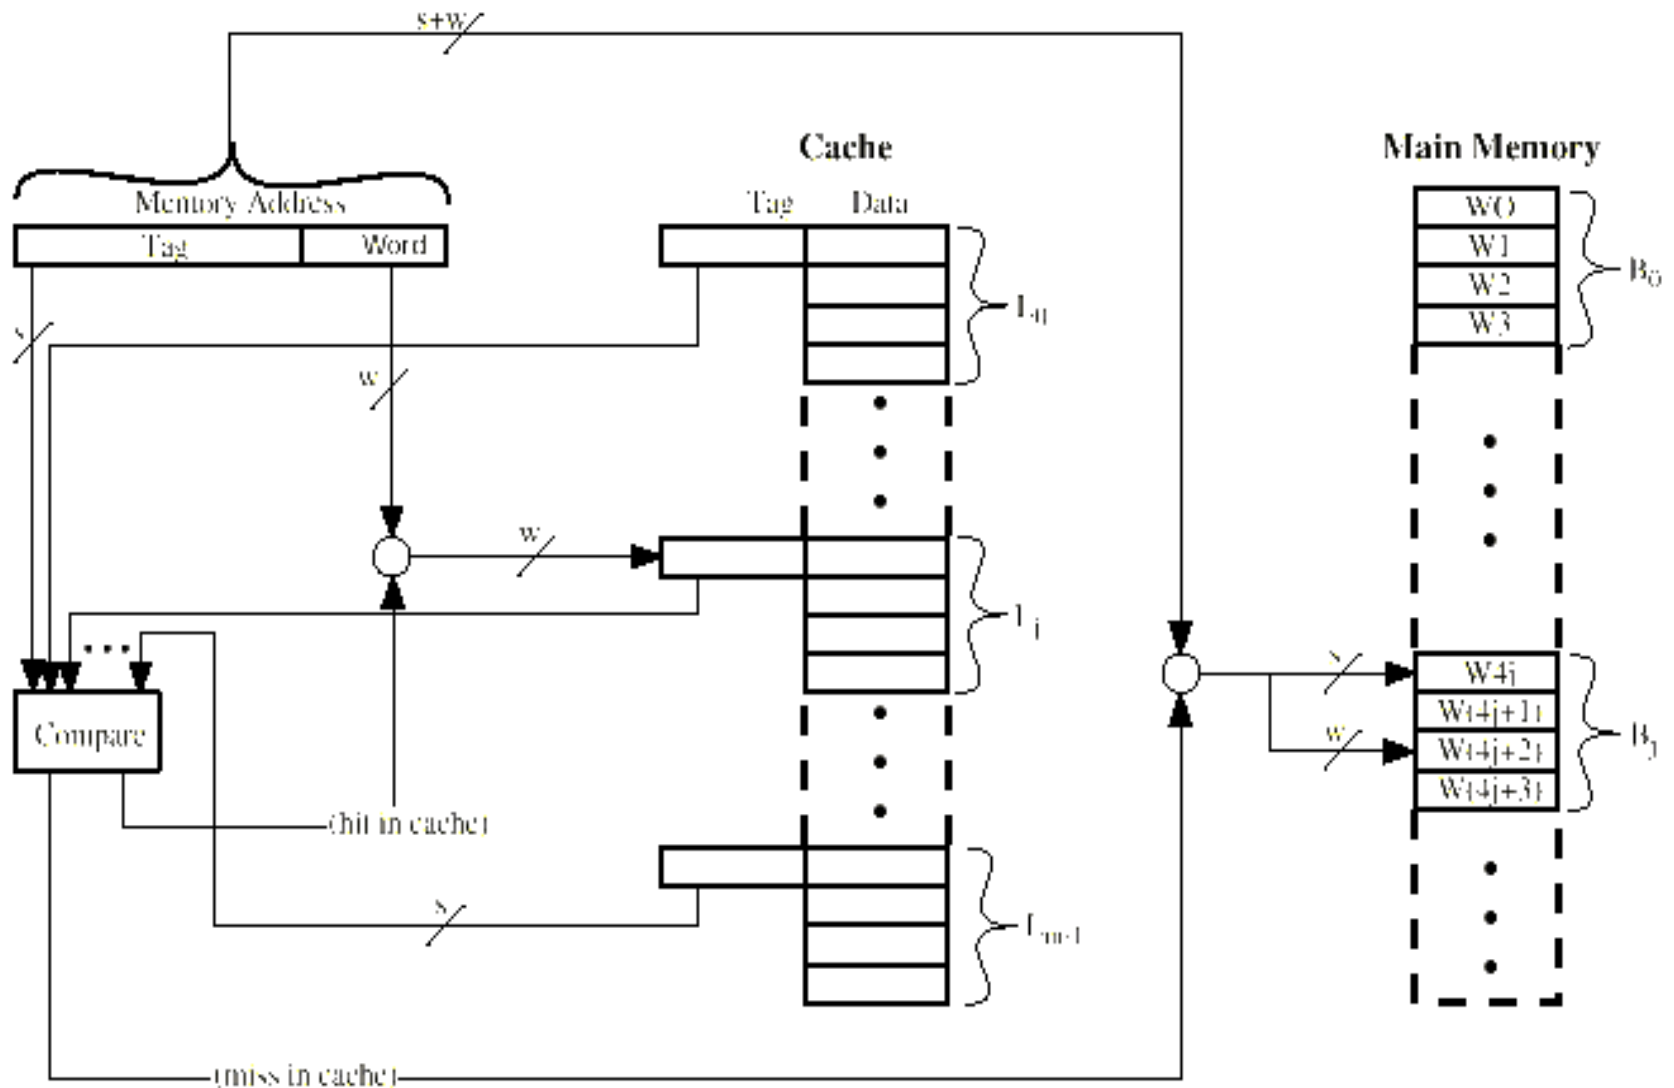 s+w
Cache
Main Memory
Memory Address
Tag Data
Tag Word
W0
W1
W2
W3
B0
L0
s
w
w
Lj
s
W4j
W(4j+1)
W(4j+2)
W(4j+3)
w
Bj
Compare
(hit in cache)
s
Lm-1
(miss in cache)